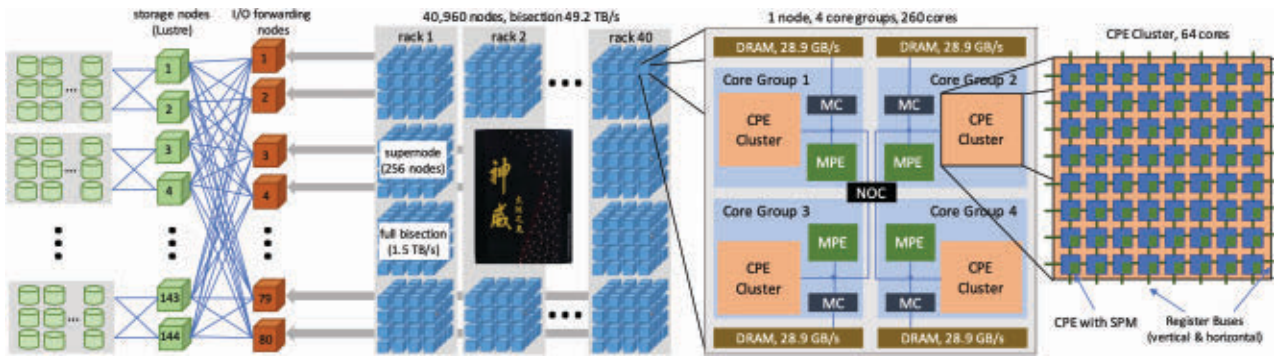 storage nodes
(Lustre)
I/O forwarding
nodes
40,960 nodes, bisection 49.2 TB/s
1 node, 4 core groups, 260 cores
CPE Cluster, 64 cores
rack 1
rack 2
rack 40
1
2
3
4
143
144
1
2
3
4
79
80
...
...
...
supernode
(256 nodes)
full bisection
(1.5 TB/s)
神威
太湖之光
DRAM, 28.9 GB/s
DRAM, 28.9 GB/s
Core Group 1
MC
CPE
Cluster
MPE
Core Group 2
MC
CPE
Cluster
MPE
NOC
Core Group 3
MPE
CPE
Cluster
MC
Core Group 4
MPE
CPE
Cluster
MC
DRAM, 28.9 GB/s
DRAM, 28.9 GB/s
CPE with SPM
Register Buses
(vertical & horizontal)